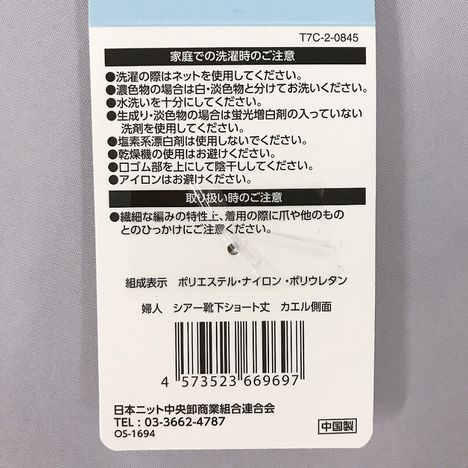 T7C-2-0845
家庭での洗濯時のご注意
●洗濯の際はネットを使用してください。
●濃色物の場合は白・淡色物と分けてお洗いください。
●水洗いを十分にしてください。
●生成り・淡色物の場合は蛍光増白剤の入っていない
洗剤を使用してください。
●塩素系漂白剤は使用しないでください。
●乾燥機の使用はお避けください。
●口ゴム部を上にして陰干ししてください。
●アイロンはお避けください。
取り扱い時のご注意
●繊細な編みの特性上、着用の際に爪や他のもの
とのひっかけにご注意ください。
組成表示 ポリエステル・ナイロン・ポリウレタン
婦人 シアー靴下ショート丈 カエル側面
4 573523 669697
日本ニット中央卸商業組合連合会
TEL : 03-3662-4787
OS-1694
中国製